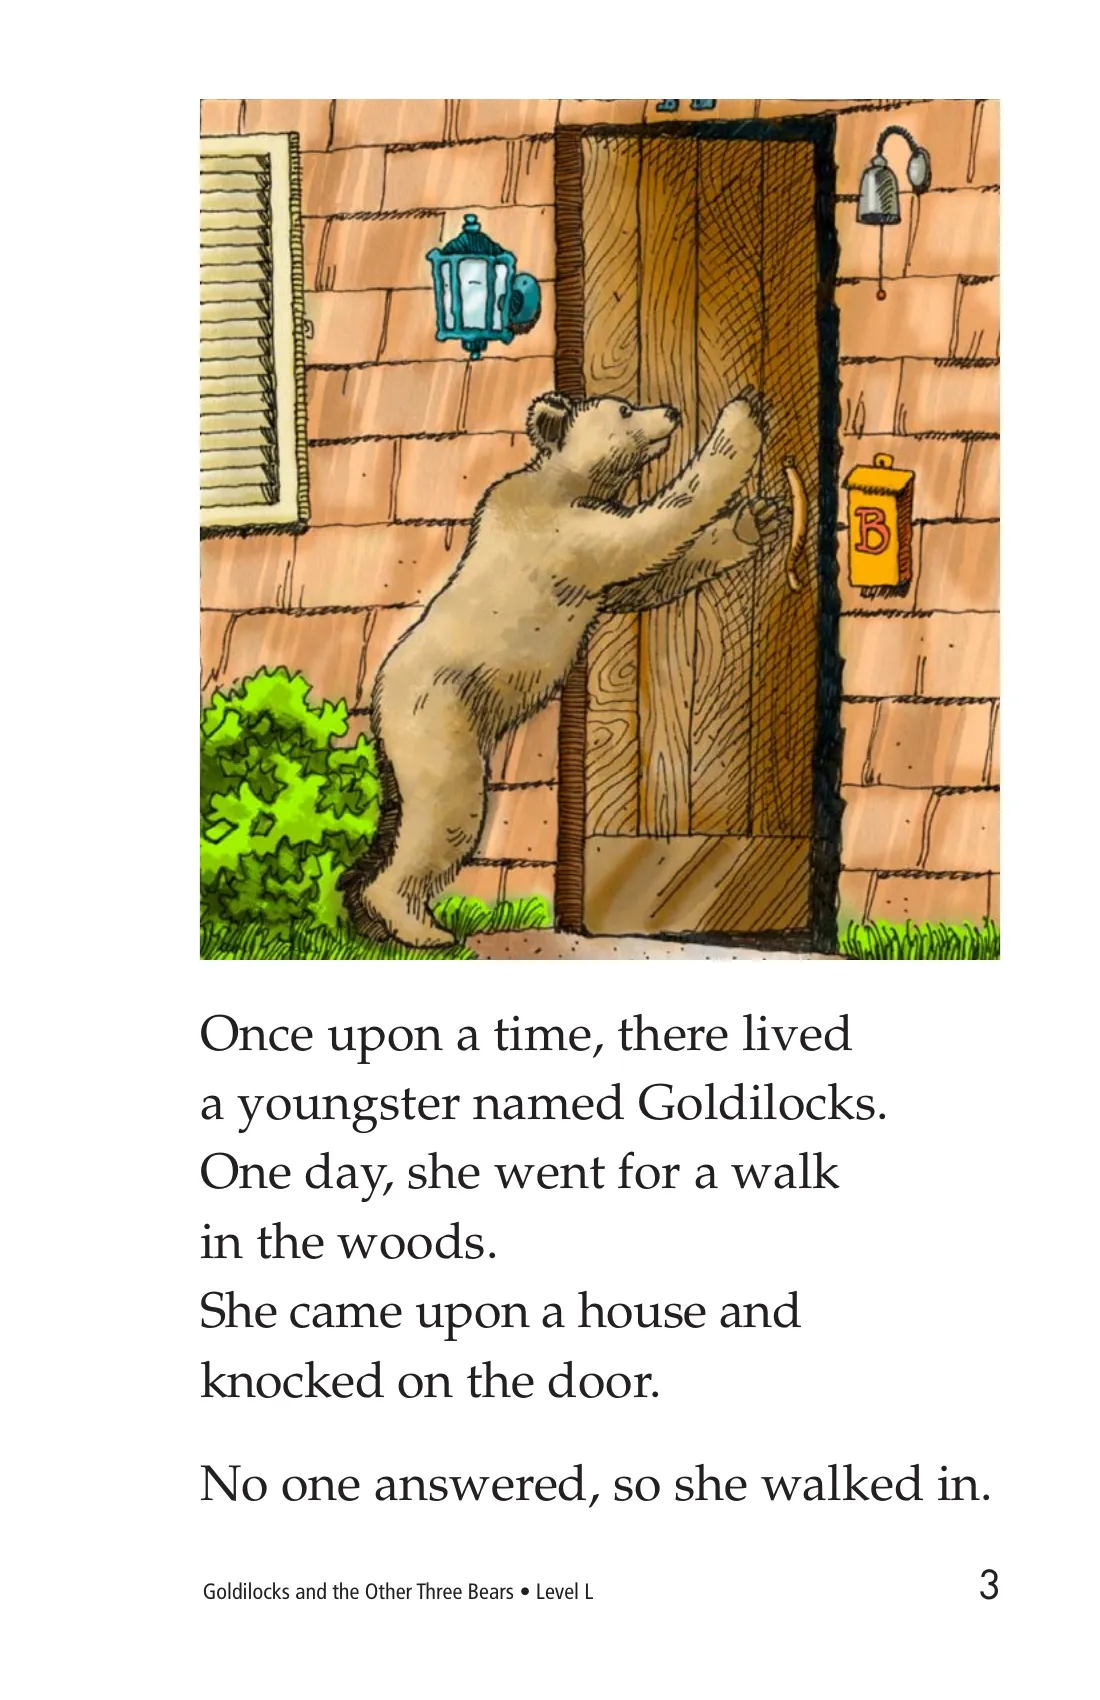 B
Once upon a time, there lived
a youngster named Goldilocks.
One day, she went for a walk
in the woods.
She came upon a house and
knocked on the door.
No one answered, so she walked in.
Goldilocks and the Other Three Bears • Level L
3